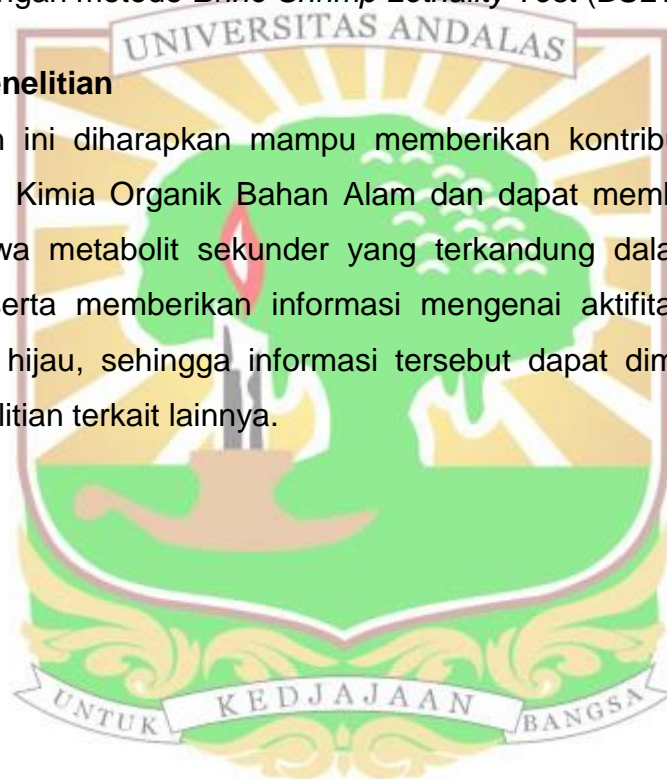 ngan metode Brine Shrimp Lethality Test (BSLT
UNIVERSITAS ANDALAS
enelitian
n ini diharapkan mampu memberikan kontribu
Kimia Organik Bahan Alam dan dapat memb
wa metabolit sekunder yang terkandung dala
serta memberikan informasi mengenai aktifita
hijau, sehingga informasi tersebut dapat dim
litian terkait lainnya.
UNTUK KEDJAJAAN BANGSA